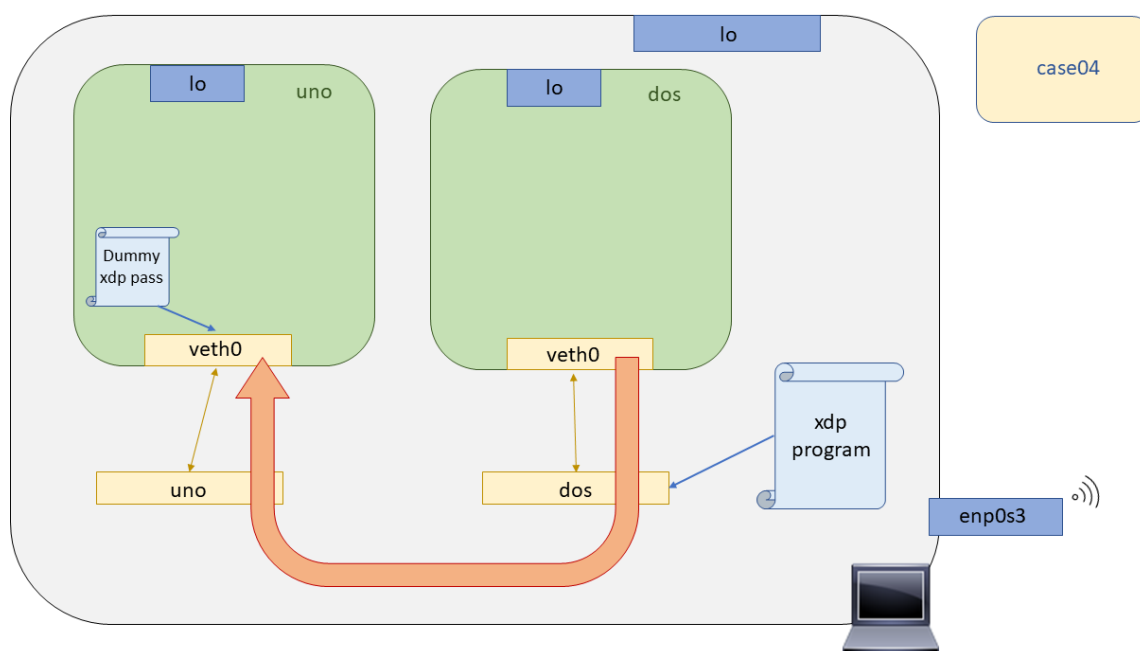 lo
case04
lo
uno
lo
dos
Dummy
xdp pass
veth0
veth0
xdp
program
uno
dos
enp0s3